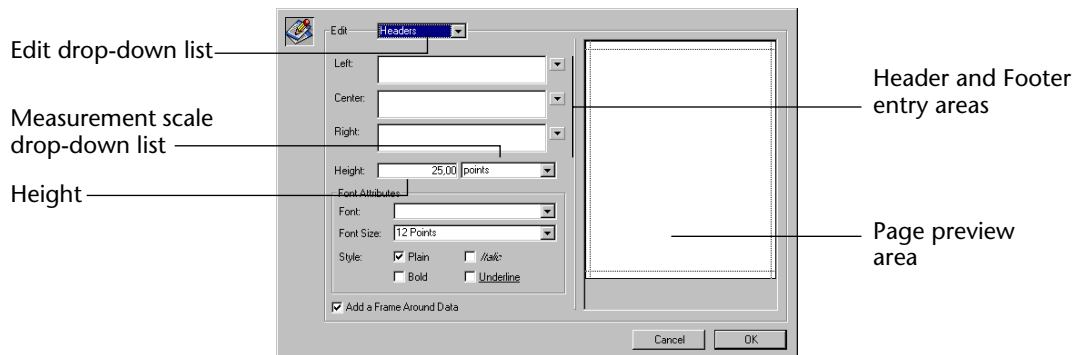 Edit drop-down list
Measurement scale
drop-down list
Height
Edit
Headers
Left:
Center:
Right:
Height: 25,00 points
Font Attributes
Font:
Font Size: 12 Points
Style: Plain Italic
Bold Underline
Add a Frame Around Data
Cancel OK
Header and Footer
entry areas
Page preview
area